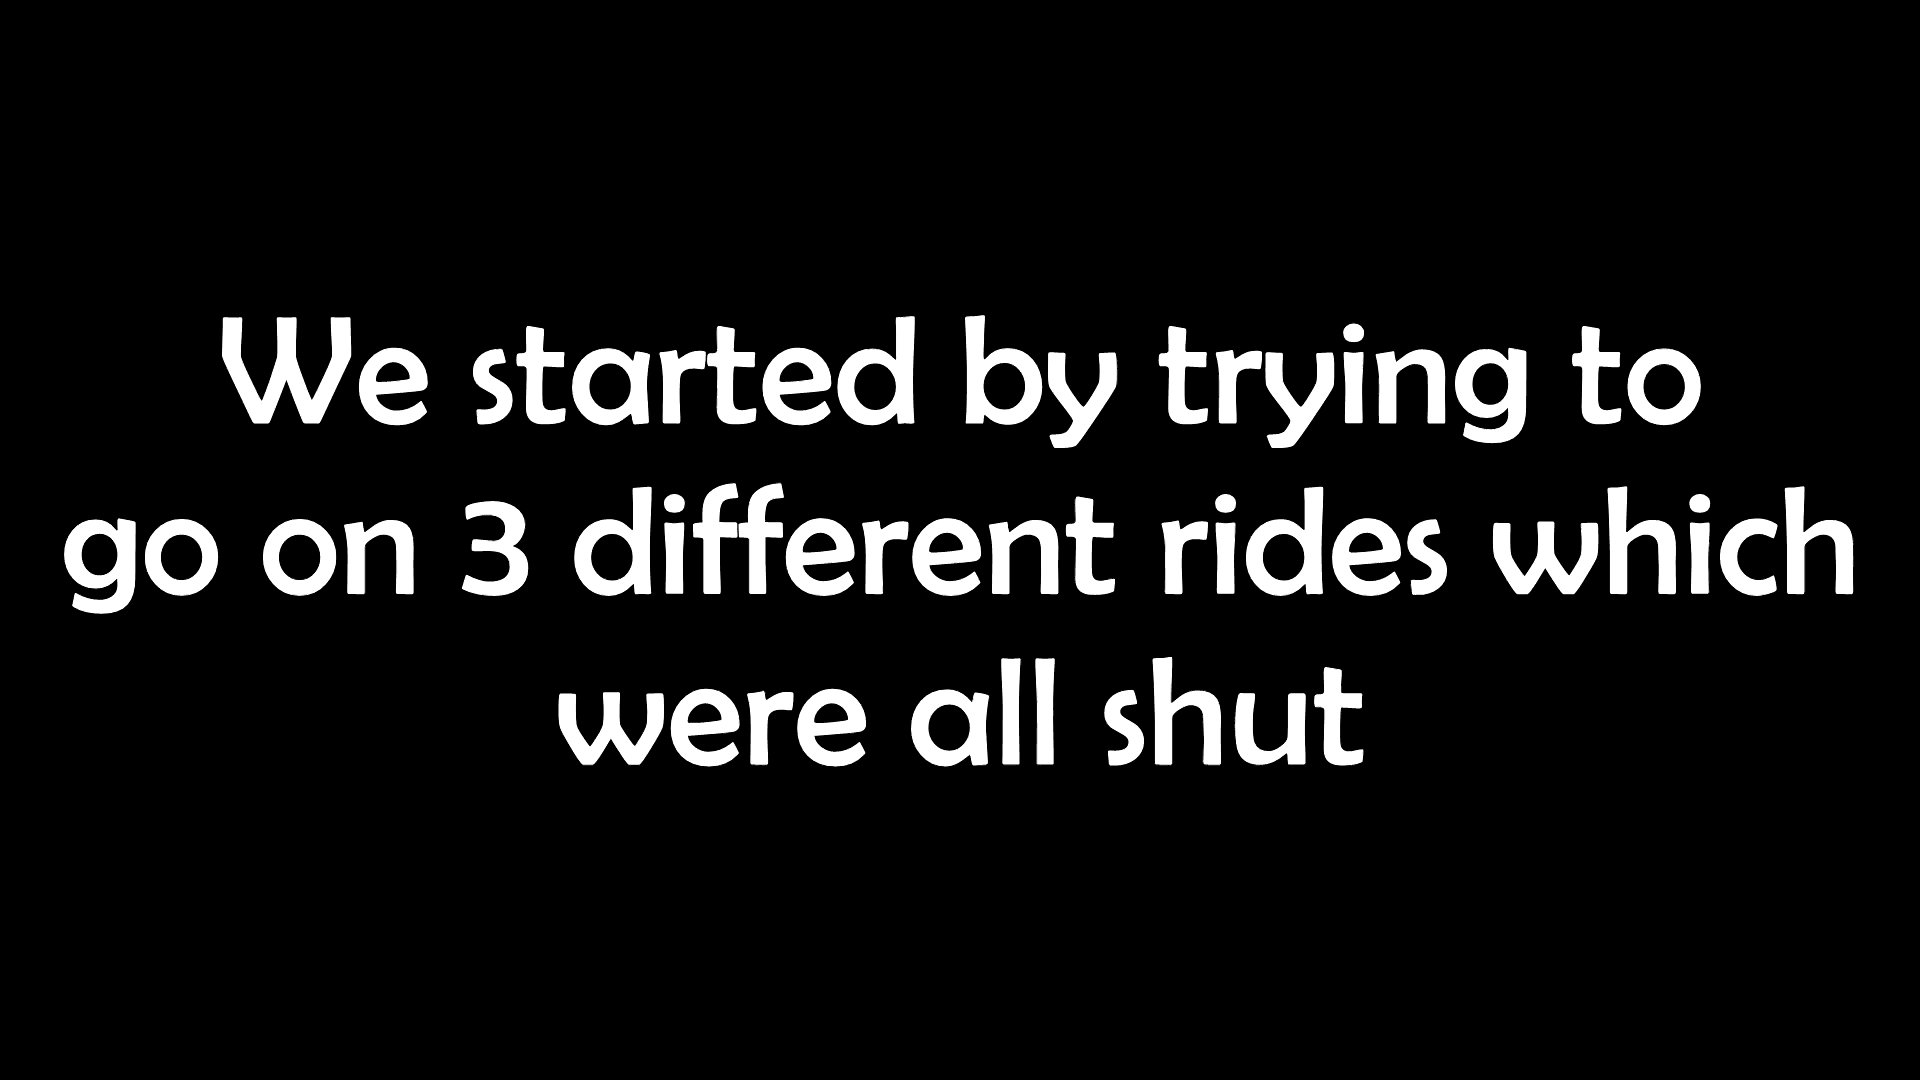 We started by trying to
go on 3 different rides which
were all shut